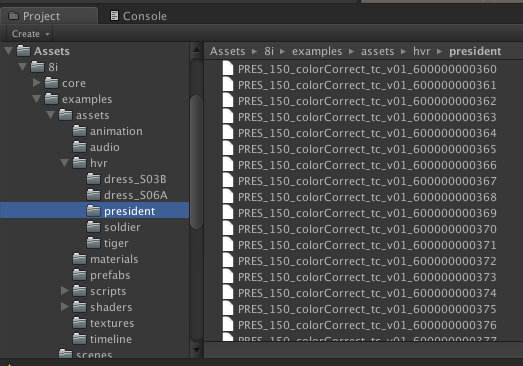 Project
Console
Create
Assets
8i
core
examples
assets
animation
audio
hvr
dress_S03B
dress_S06A
president
soldier
tiger
materials
prefabs
scripts
shaders
textures
timeline
scenes
Assets 8i examples assets hvr president
PRES_150_colorCorrect_tc_v01_600000000360
PRES_150_colorCorrect_tc_v01_600000000361
PRES_150_colorCorrect_tc_v01_600000000362
PRES_150_colorCorrect_tc_v01_600000000363
PRES_150_colorCorrect_tc_v01_600000000364
PRES_150_colorCorrect_tc_v01_600000000365
PRES_150_colorCorrect_tc_v01_600000000366
PRES_150_colorCorrect_tc_v01_600000000367
PRES_150_colorCorrect_tc_v01_600000000368
PRES_150_colorCorrect_tc_v01_600000000369
PRES_150_colorCorrect_tc_v01_600000000370
PRES_150_colorCorrect_tc_v01_600000000371
PRES_150_colorCorrect_tc_v01_600000000372
PRES_150_colorCorrect_tc_v01_600000000373
PRES_150_colorCorrect_tc_v01_600000000374
PRES_150_colorCorrect_tc_v01_600000000375
PRES_150_colorCorrect_tc_v01_600000000376
PRES_150_colorCorrect_tc_v01_600000000377